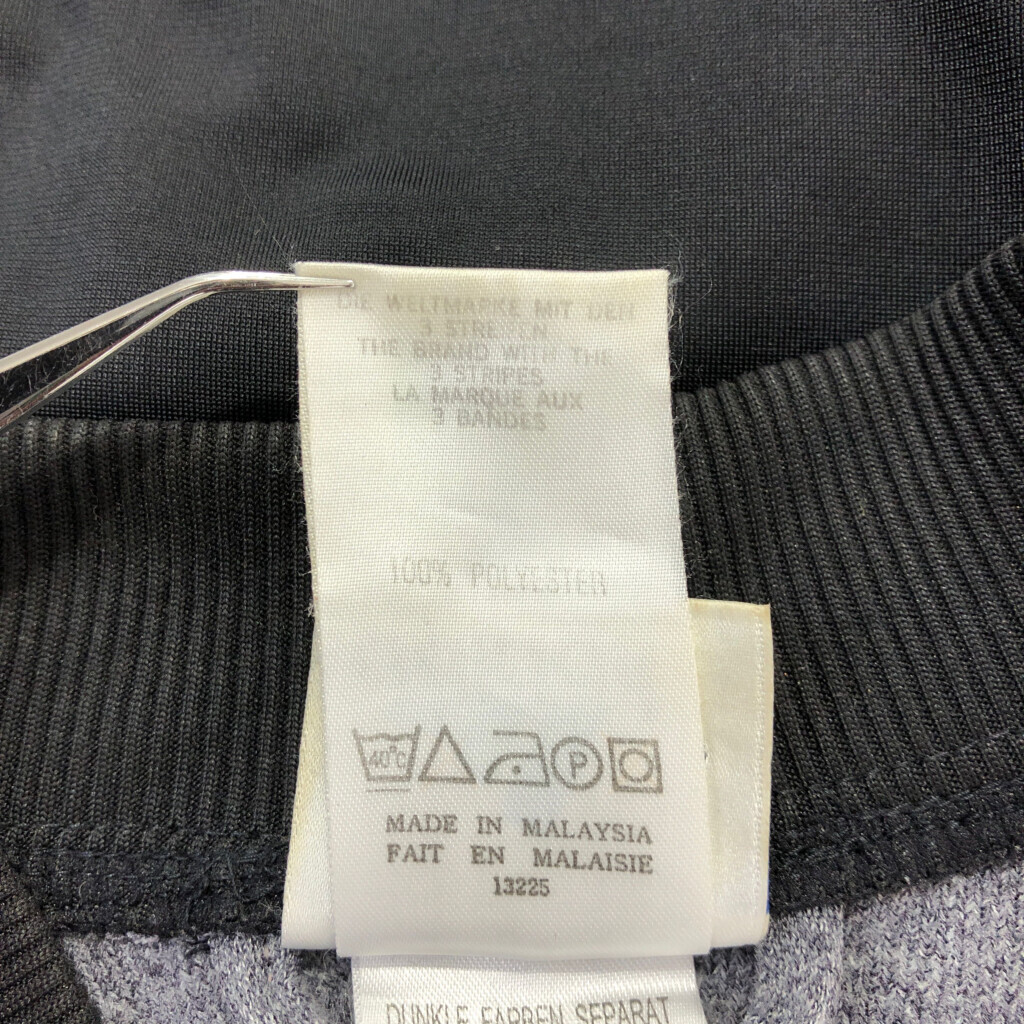 DIE WELTMARKE MIT DEN
3 STREIFEN
THE BRAND WITH THE
3 STRIPES
LA MARQUE AUX
3 BANDES
100% POLYESTER
40°C P
MADE IN MALAYSIA
FAIT EN MALAISIE
13225
DUNKLE FARBEN SEPARAT